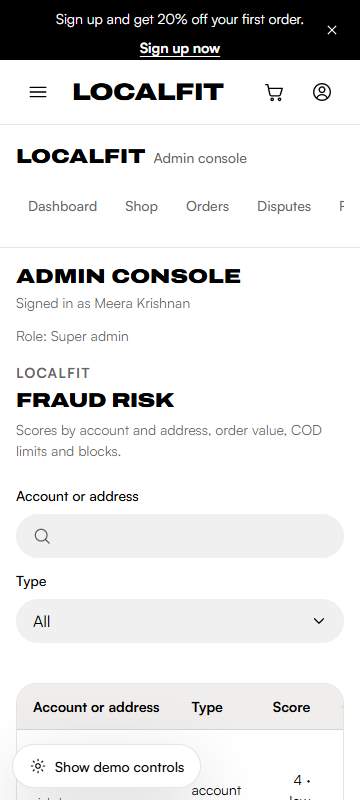 Sign up and get 20% off your first order.
Sign up now
LOCALFIT
LOCALFIT Admin console
Dashboard Shop Orders Disputes
ADMIN CONSOLE
Signed in as Meera Krishnan
Role: Super admin
LOCALFIT
FRAUD RISK
Scores by account and address, order value, COD
limits and blocks.
Account or address
Type
All
Account or address Type Score
4 ·
account
Show demo controls